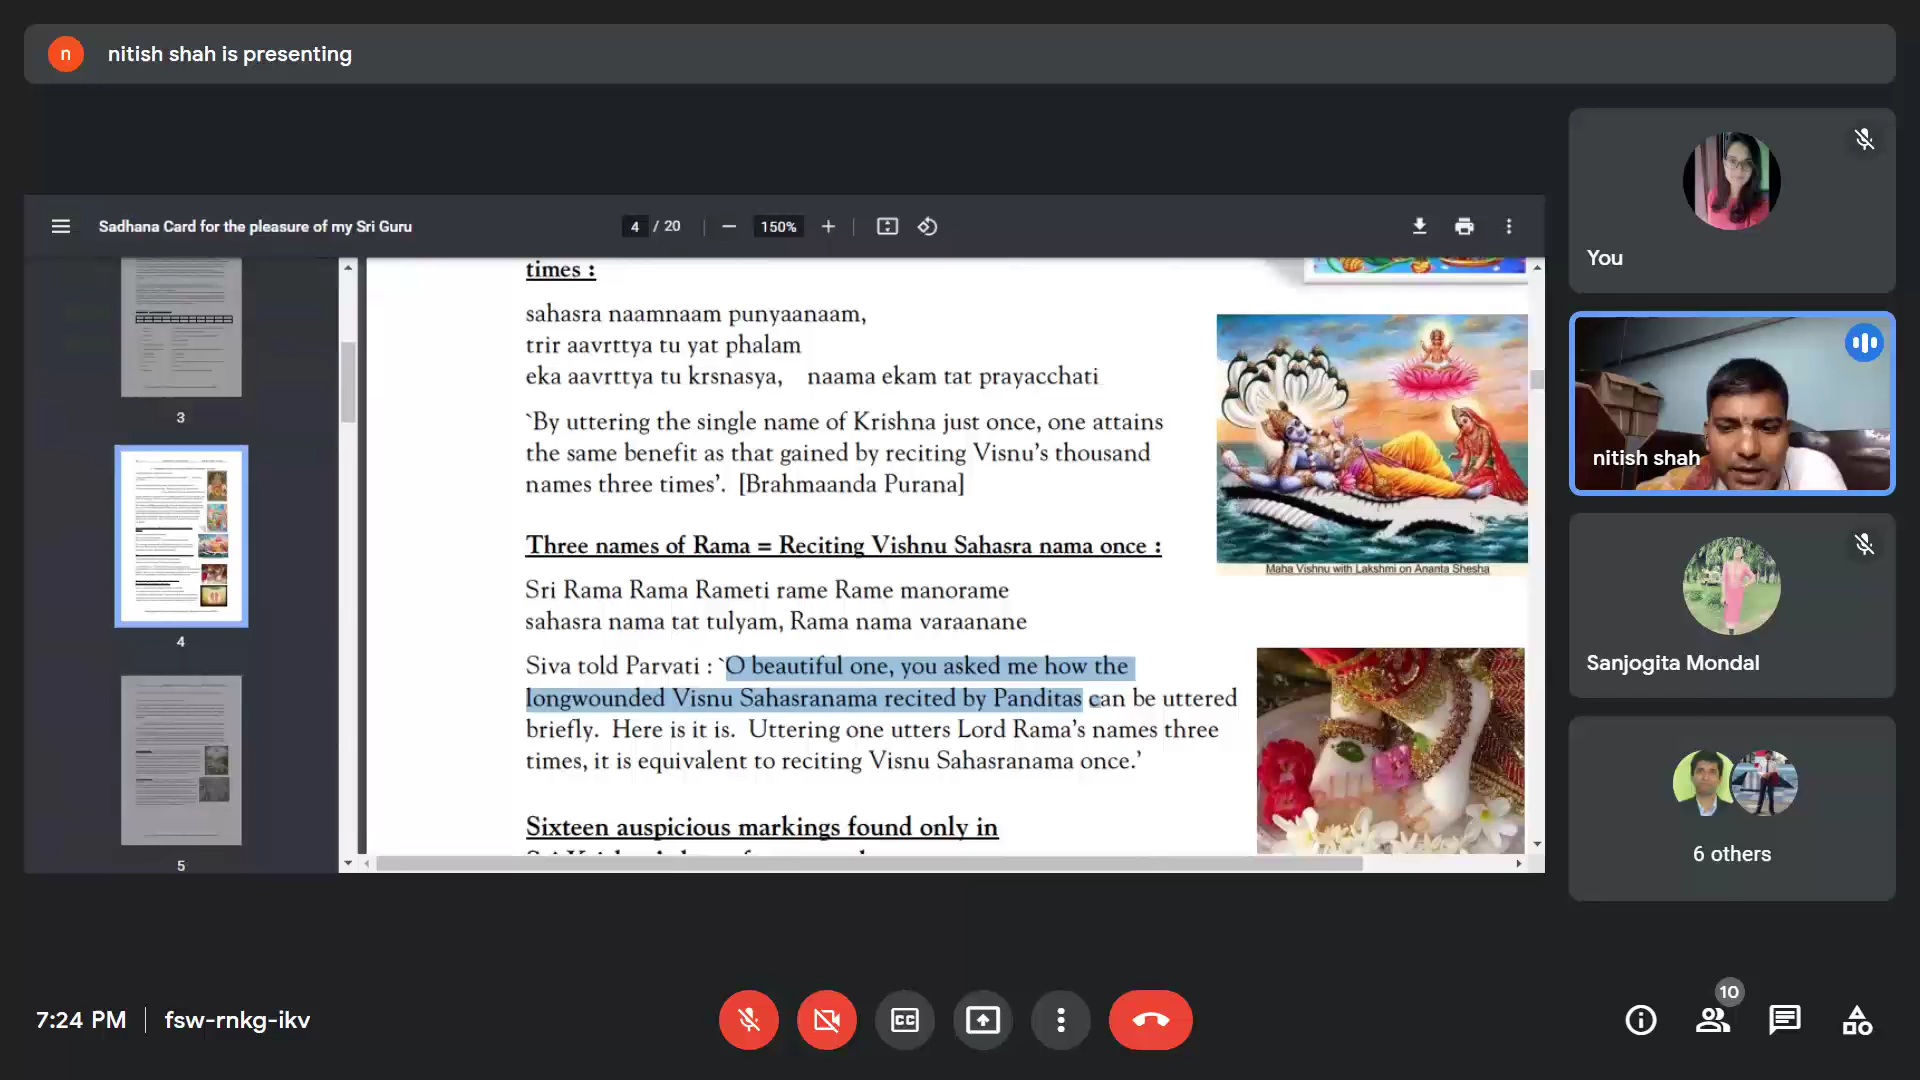 n
nitish shah is presenting
Sadhana Card for the pleasure of my Sri Guru
4 / 20
150%
3
4
5
times :
sahasra naamnaam punyaanaam,
trir aavrttya tu yat phalam
eka aavrttya tu krsnasya, naama ekam tat prayacchati
`By uttering the single name of Krishna just once, one attains
the same benefit as that gained by reciting Visnu's thousand
names three times'. [Brahmaanda Purana]
Three names of Rama = Reciting Vishnu Sahasra nama once :
Sri Rama Rama Rameti rame Rame manorame
sahasra nama tat tulyam, Rama nama varaanane
Siva told Parvati : `O beautiful one, you asked me how the
longwounded Visnu Sahasranama recited by Panditas can be uttered
briefly. Here is it is. Uttering one utters Lord Rama's names three
times, it is equivalent to reciting Visnu Sahasranama once.'
Sixteen auspicious markings found only in
Maha Vishnu with Lakshmi on Ananta Shesha
You
nitish shah
Sanjogita Mondal
6 others
7:24 PM
fsw-rnkg-ikv
CC
10